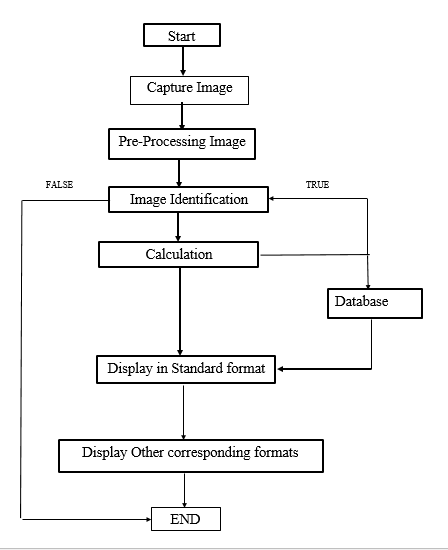 Start
Capture Image
Pre-Processing Image
FALSE
TRUE
Image Identification
Calculation
Database
Display in Standard format
Display Other corresponding formats
END